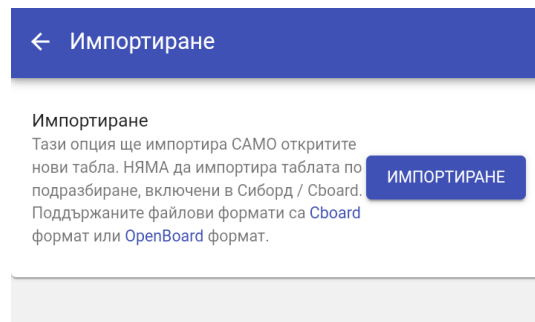 Импортиране
Импортиране
Тази опция ще импортира САМО откритите
нови табла. НЯМА да импортира таблата по
подразбиране, включени в Сиборд / Cboard.
Поддържаните файлови формати са Cboard
формат или OpenBoard формат.
ИМПОРТИРАНЕ